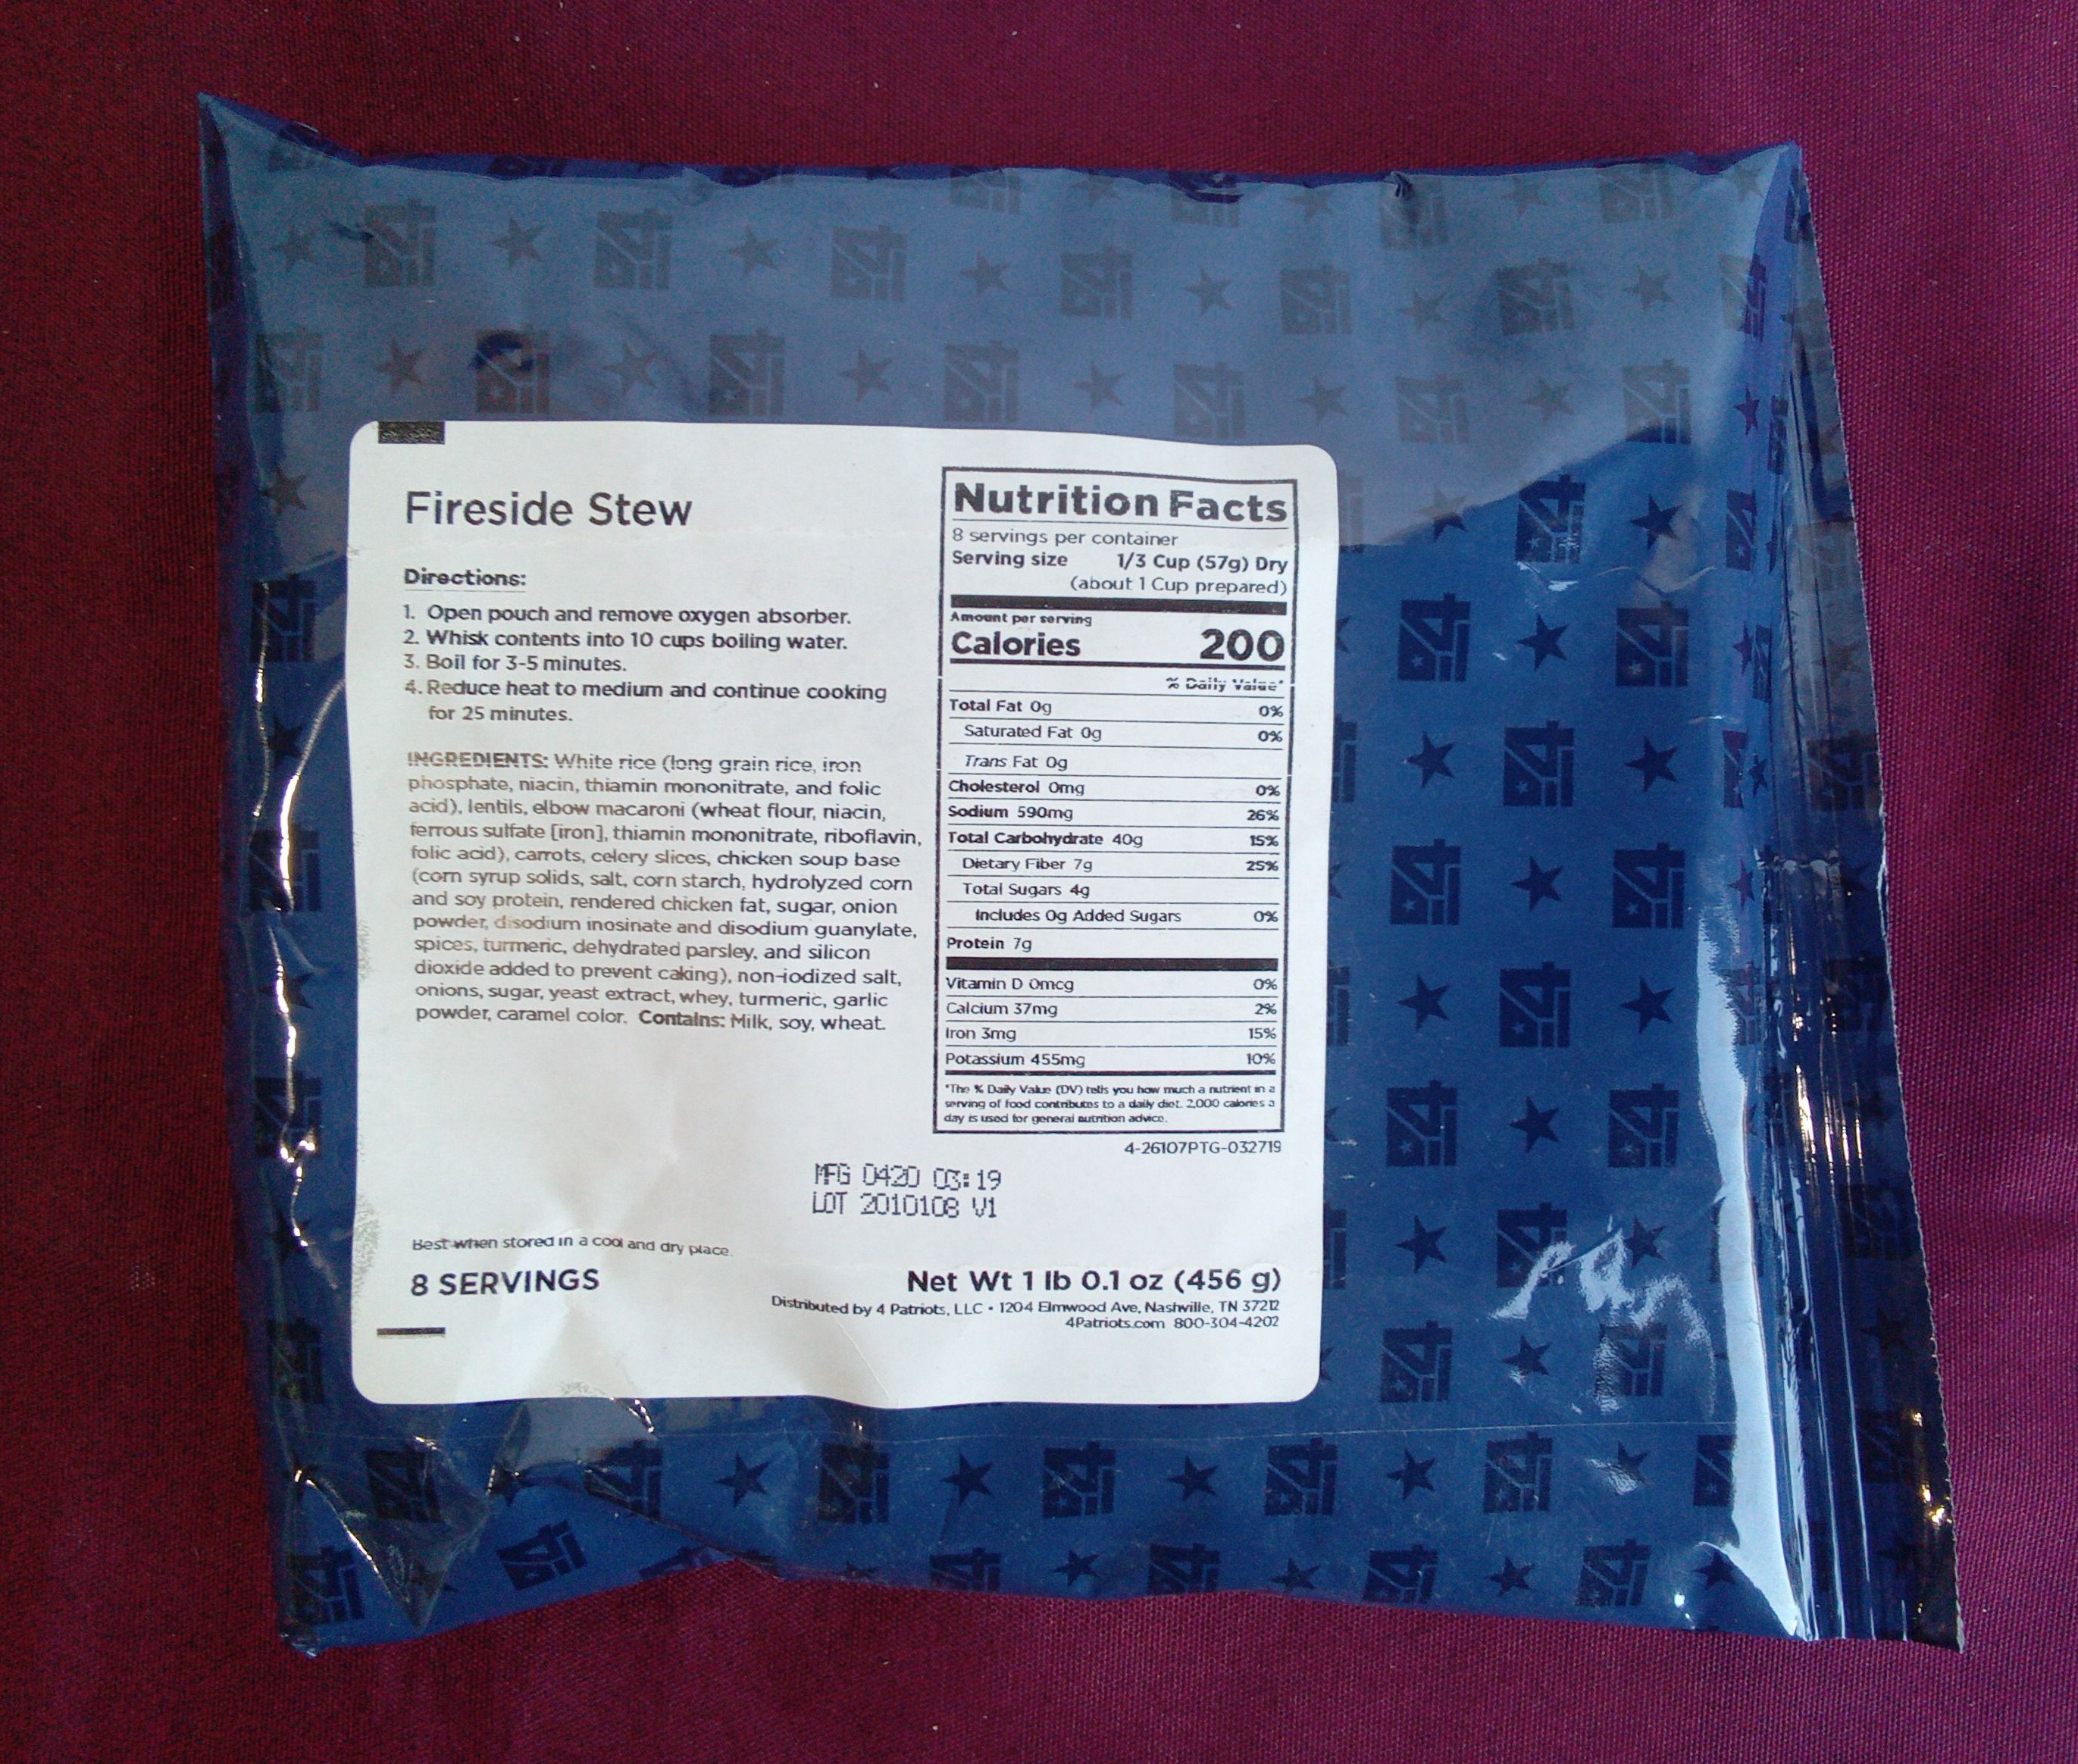 Fireside Stew
Directions:
1. Open pouch and remove oxygen absorber.
2. Whisk contents into 10 cups boiling water.
3. Boil for 3-5 minutes.
4. Reduce heat to medium and continue cooking
for 25 minutes.
INGREDIENTS: White rice (long grain rice, iron
phosphate, niacin, thiamin mononitrate, and folic
acid), lentils, elbow macaroni (wheat flour, niacin,
ferrous sulfate [iron], thiamin mononitrate, riboflavin,
folic acid), carrots, celery slices, chicken soup base
(corn syrup solids, salt, corn starch, hydrolyzed corn
and soy protein, rendered chicken fat, sugar, onion
powder, disodium inosinate and disodium guanylate,
spices, turmeric, dehydrated parsley, and silicon
dioxide added to prevent caking), non-iodized salt,
onions, sugar, yeast extract, whey, turmeric, garlic
powder, caramel color. Contains: Milk, soy, wheat.
Nutrition Facts
8 servings per container
Serving size 1/3 Cup (57g) Dry
(about 1 Cup prepared)
Amount per serving
Calories 200
% Daily Value*
Total Fat 0g 0%
Saturated Fat 0g 0%
Trans Fat 0g
Cholesterol 0mg 0%
Sodium 590mg 26%
Total Carbohydrate 40g 15%
Dietary Fiber 7g 25%
Total Sugars 4g
Includes 0g Added Sugars 0%
Protein 7g
Vitamin D 0mcg 0%
Calcium 37mg 2%
Iron 3mg 15%
Potassium 455mg 10%
*The % Daily Value (DV) tells you how much a nutrient in a
serving of food contributes to a daily diet. 2,000 calories a
day is used for general nutrition advice.
4-26107PTG-032719
MFG 0420 03:19
LOT 2010108 V1
Best when stored in a cool and dry place.
8 SERVINGS
Net Wt 1 lb 0.1 oz (456 g)
Distributed by 4 Patriots, LLC • 1204 Elmwood Ave, Nashville, TN 37212
4Patriots.com 800-304-4202